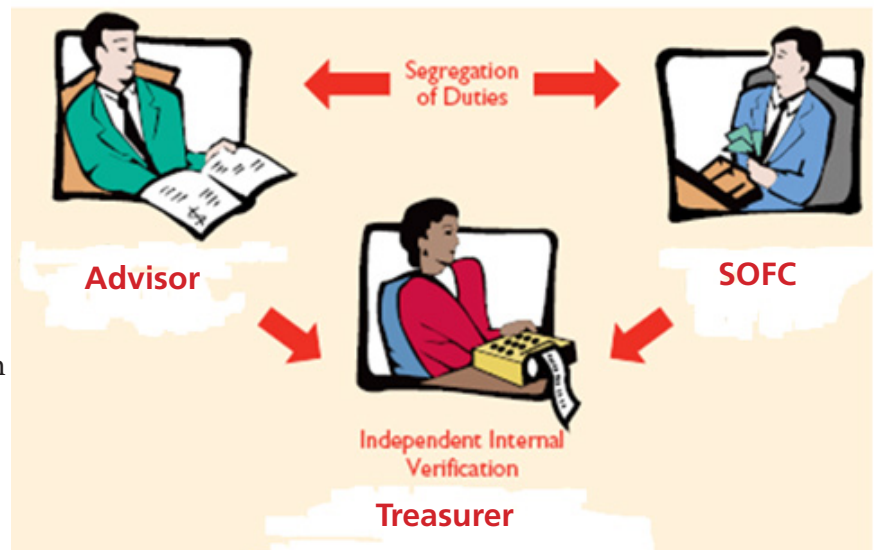 Segregation
of Duties
Advisor
SOFC
Independent Internal
Verification
Treasurer